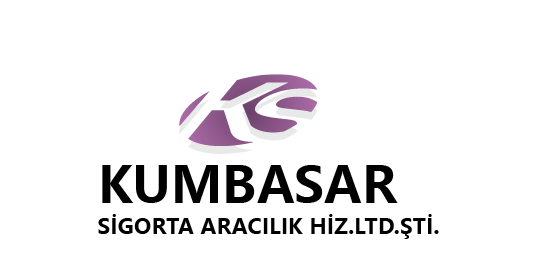 KS
KUMBASAR
SİGORTA ARACILIK HİZ.LTD.ŞTİ.